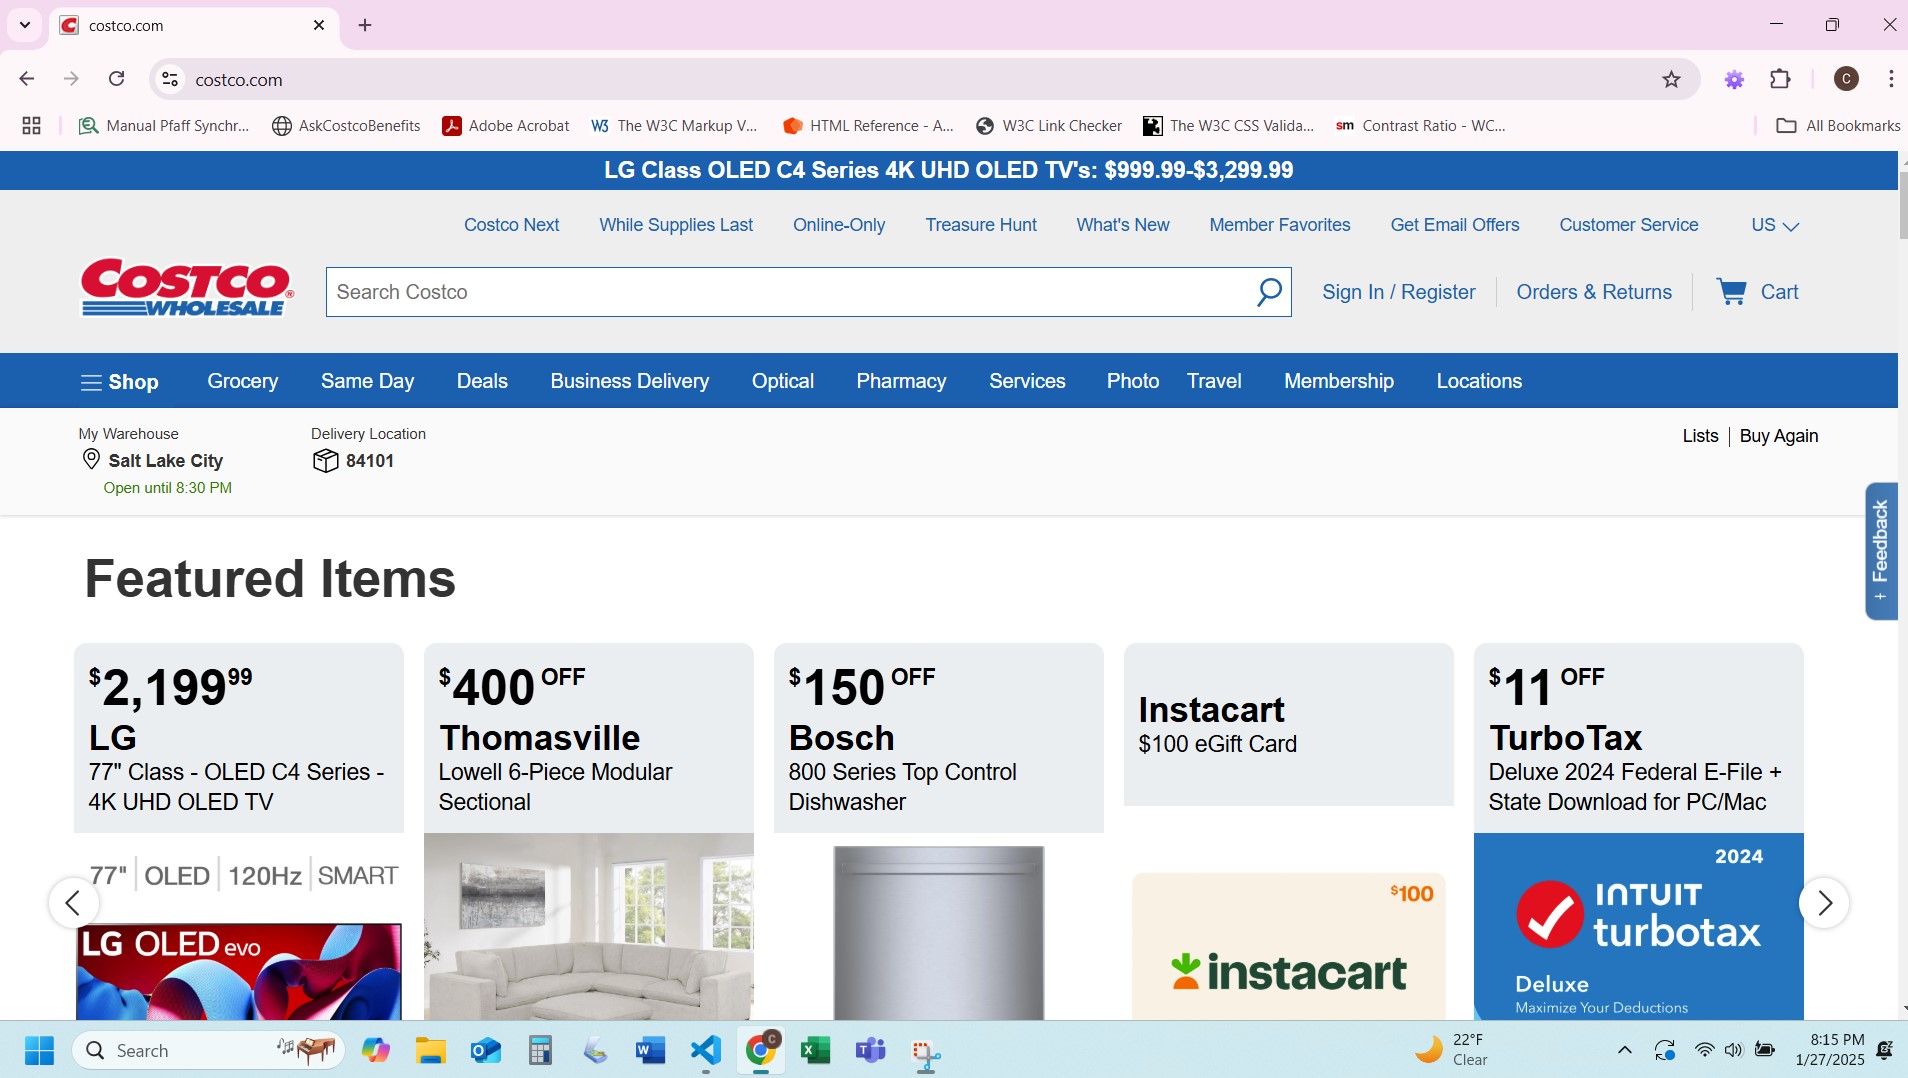 costco.com
costco.com
C
Manual Pfaff Synchr...
AskCostcoBenefits
Adobe Acrobat
W3 The W3C Markup V...
HTML Reference - A...
W3C Link Checker
The W3C CSS Valida...
sm Contrast Ratio - WC...
All Bookmarks
LG Class OLED C4 Series 4K UHD OLED TV's: $999.99-$3,299.99
Costco Next
While Supplies Last
Online-Only
Treasure Hunt
What's New
Member Favorites
Get Email Offers
Customer Service
US
COSTCO®
WHOLESALE
Search Costco
Sign In / Register
Orders & Returns
Cart
Shop
Grocery
Same Day
Deals
Business Delivery
Optical
Pharmacy
Services
Photo
Travel
Membership
Locations
My Warehouse
Salt Lake City
Open until 8:30 PM
Delivery Location
84101
Lists
Buy Again
+ Feedback
Featured Items
$2,199 99
LG
77" Class - OLED C4 Series -
4K UHD OLED TV
77" OLED 120Hz SMART
LG OLED evo
$400 OFF
Thomasville
Lowell 6-Piece Modular
Sectional
$150 OFF
Bosch
800 Series Top Control
Dishwasher
Instacart
$100 eGift Card
$100
instacart
$11 OFF
TurboTax
Deluxe 2024 Federal E-File +
State Download for PC/Mac
2024
INTUIT
turbotax
Deluxe
Maximize Your Deductions
Search
C
22°F
Clear
8:15 PM
1/27/2025